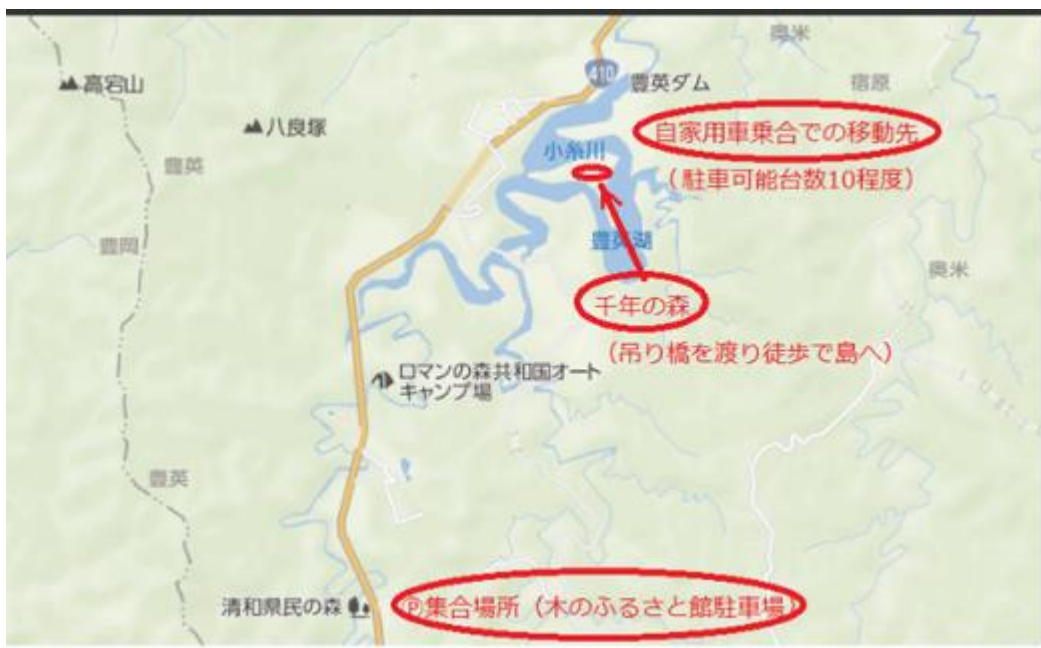 奥米
410
豊英ダム
宿原
高宕山
八良塚
自家用車乗合での移動先
小糸川
豊英
(駐車可能台数10程度)
豊岡
豊英湖
奥米
千年の森
(吊り橋を渡り徒歩で島へ)
ロマンの森共和国オート
キャンプ場
豊英
清和県民の森
Ⓟ集合場所(木のふるさと館駐車場)